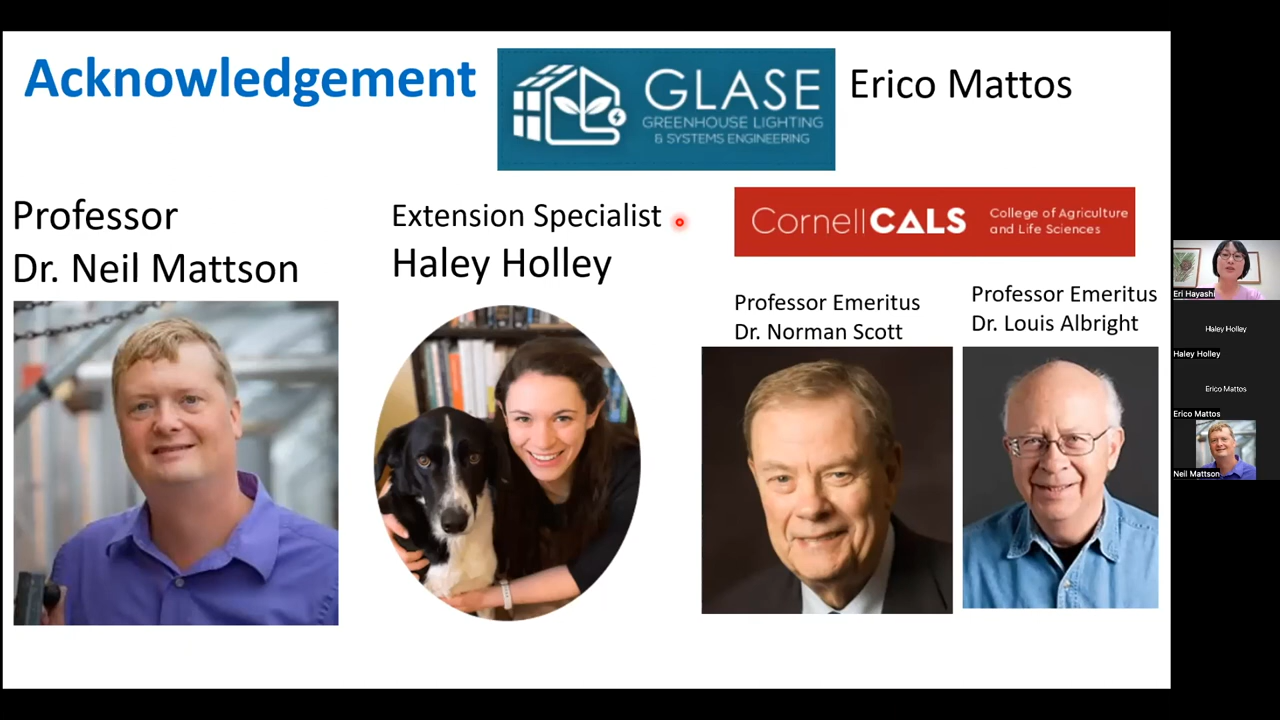 Acknowledgement
GLASE
GREENHOUSE LIGHTING
& SYSTEMS ENGINEERING
Erico Mattos
Professor
Dr. Neil Mattson
Extension Specialist
Haley Holley
CornellCALS
College of Agriculture
and Life Sciences
Professor Emeritus
Dr. Norman Scott
Professor Emeritus
Dr. Louis Albright
Eri Hayashi
Haley Holley
Haley Holley
Erico Mattos
Erico Mattos
Neil Mattson